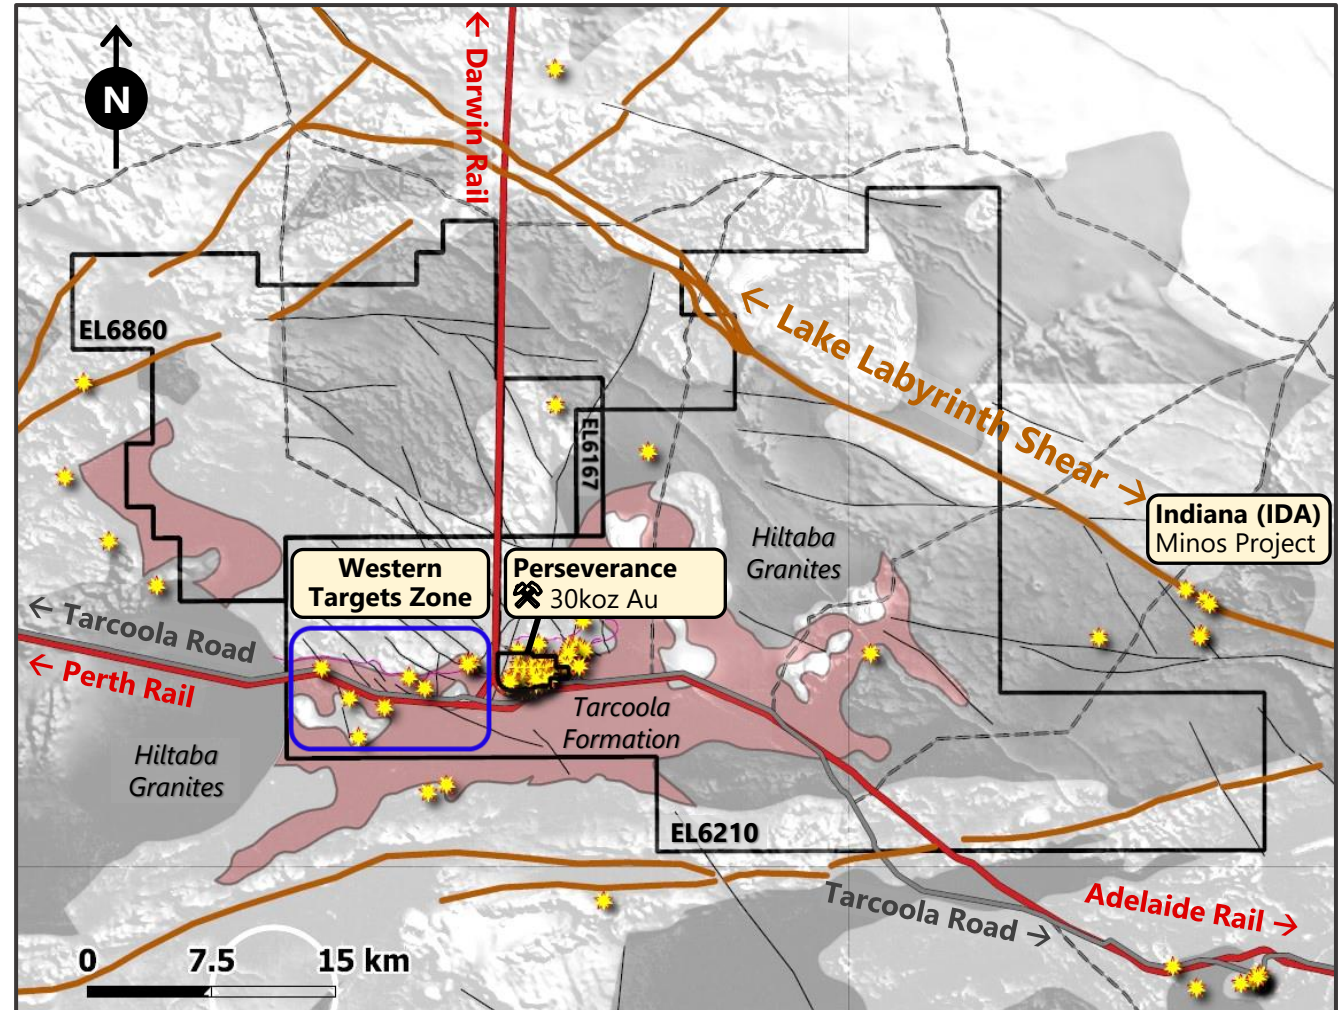 N
← Darwin Rail
EL6860
← Lake Labyrinth Shear →
EL6167
Indiana (IDA)
Minos Project
Hiltaba
Granites
Western
Targets Zone
Perseverance
30koz Au
← Tarcoola Road
← Perth Rail
Tarcoola
Formation
Hiltaba
Granites
EL6210
Tarcoola Road →
Adelaide Rail →
0 7.5 15 km